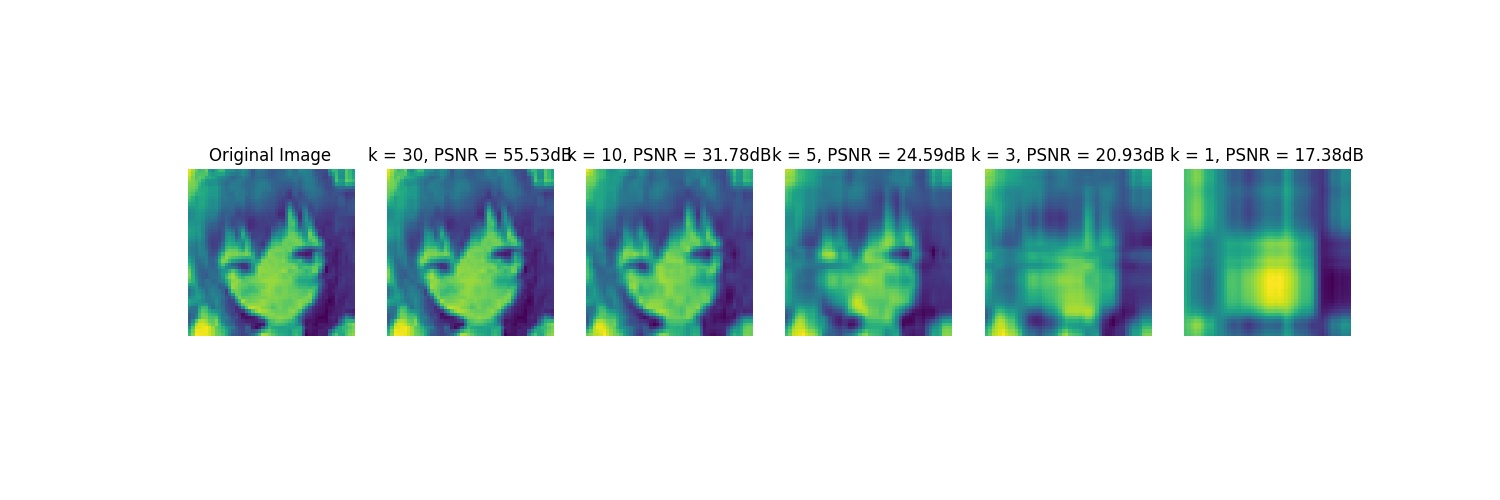 Original Image
k = 30, PSNR = 55.53dB
k = 10, PSNR = 31.78dB
k = 5, PSNR = 24.59dB
k = 3, PSNR = 20.93dB
k = 1, PSNR = 17.38dB